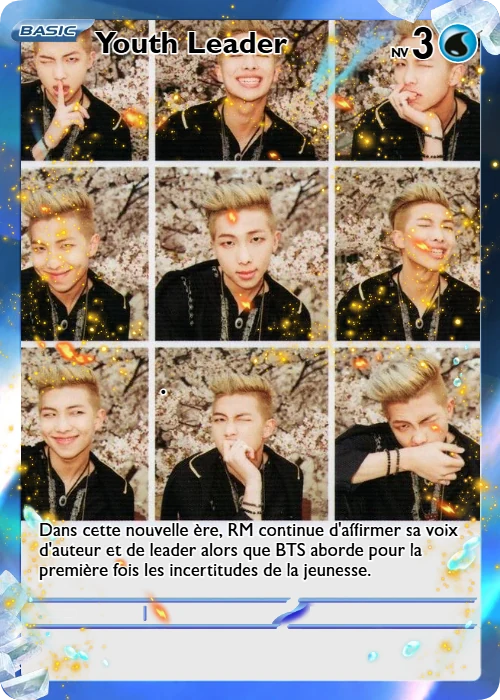 BASIC
Youth Leader
NV 3
Dans cette nouvelle ère, RM continue d'affirmer sa voix
d'auteur et de leader alors que BTS aborde pour la
première fois les incertitudes de la jeunesse.